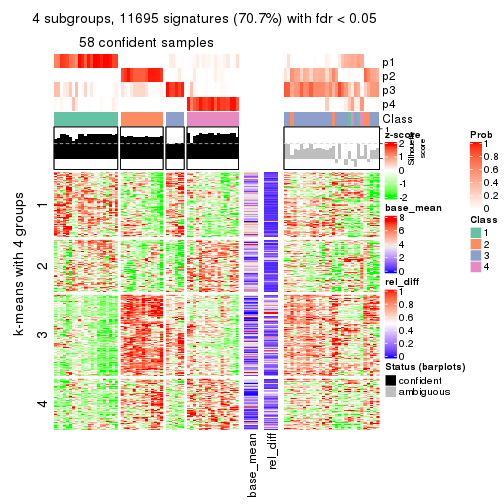 4 subgroups, 11695 signatures (70.7%) with fdr < 0.05
58 confident samples
p1
p2
p3
p4
Class
1
Silhouette
score
k-means with 4 groups
1
2
3
4
base_mean
rel_diff
z-score
2
1
0
-1
-2
base_mean
8
6
4
2
0
rel_diff
1
0.8
0.6
0.4
0.2
0
Status (barplots)
confident
ambiguous
Prob
1
0.8
0.6
0.4
0.2
0
Class
1
2
3
4